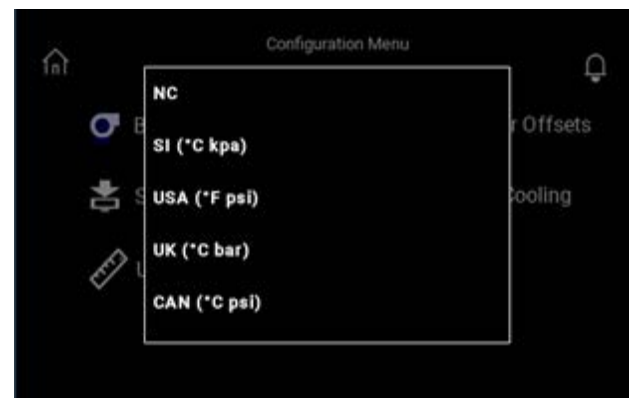 Configuration Menu
NC
r Offsets
SI (°C kpa)
USA (°F psi)
Cooling
UK (°C bar)
CAN (°C psi)